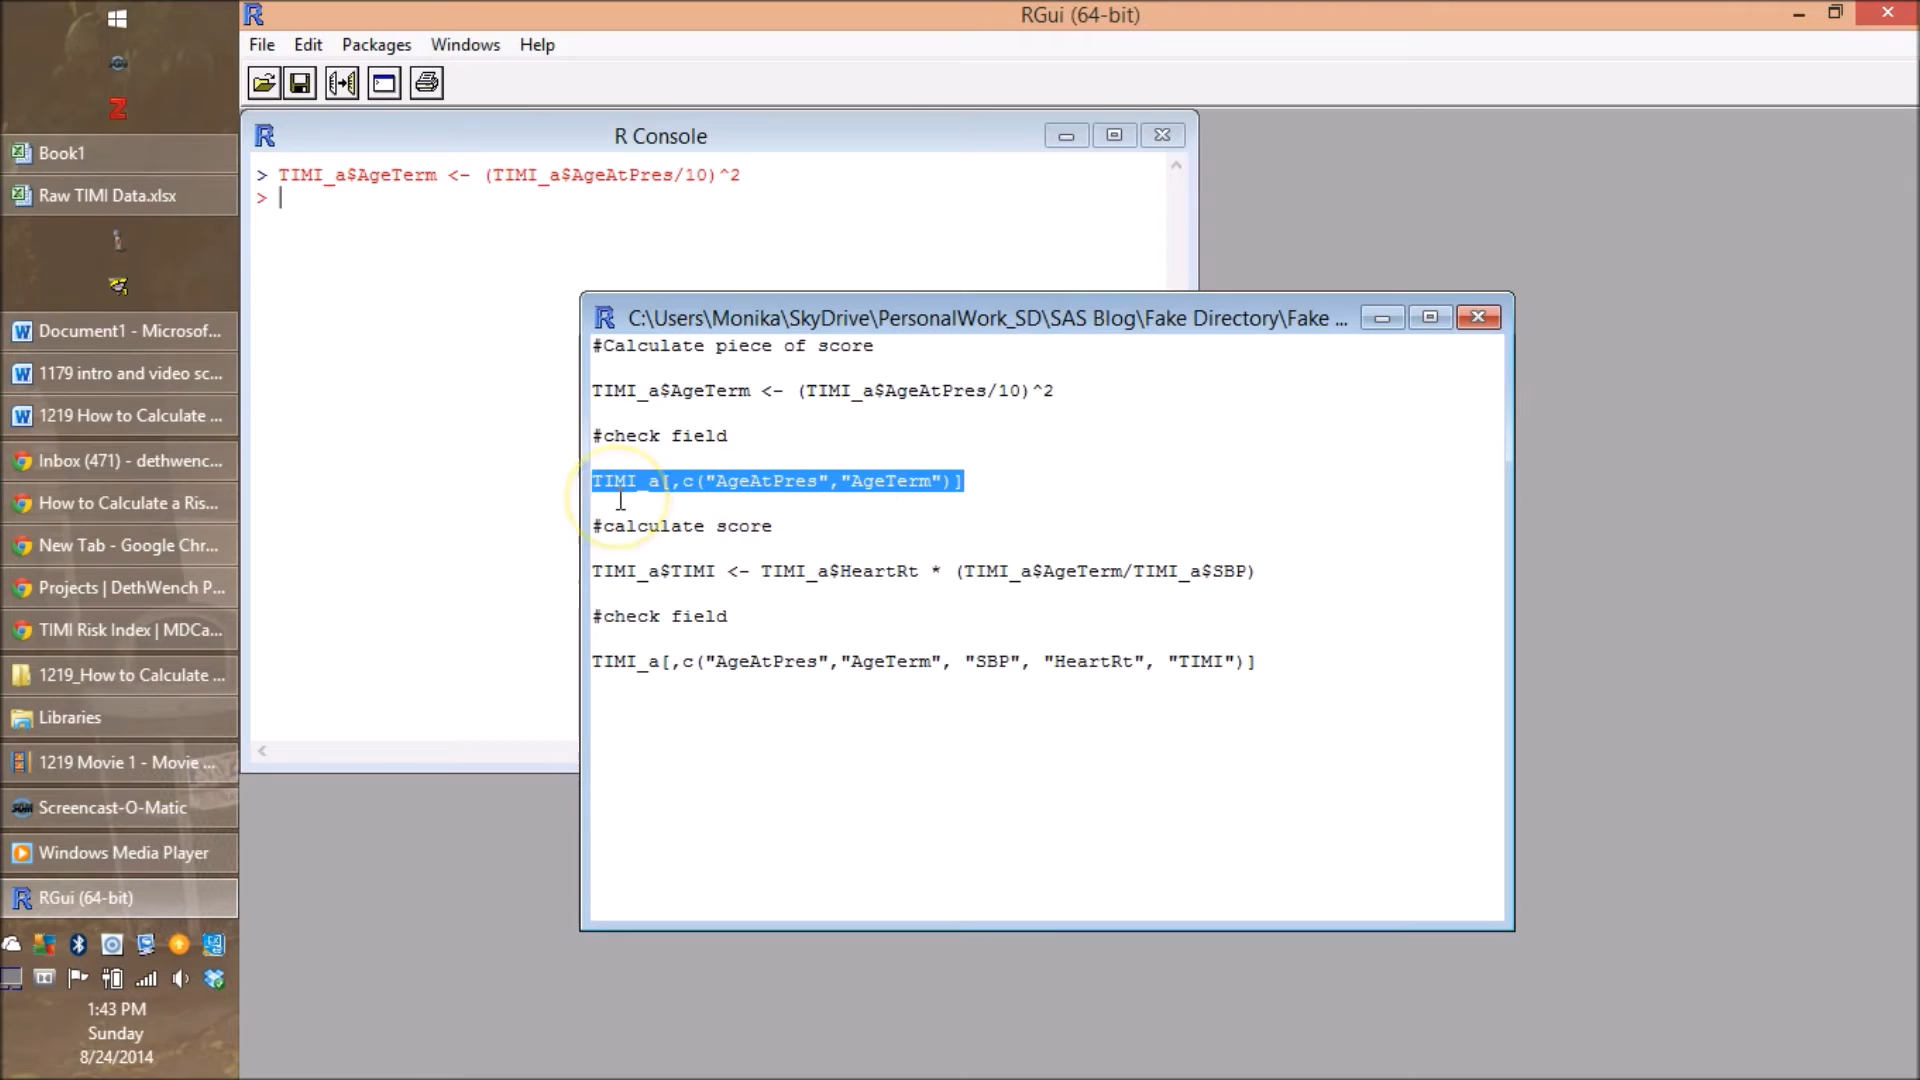 RGui (64-bit)
File Edit Packages Windows Help
Book1
Raw TIMI Data.xlsx
Document1 - Microsof...
1179 intro and video sc...
1219 How to Calculate ...
Inbox (471) - dethwenc...
How to Calculate a Ris...
New Tab - Google Chr...
Projects | DethWench P...
TIMI Risk Index | MDCa...
1219_How to Calculate ...
Libraries
1219 Movie 1 - Movie ...
Screencast-O-Matic
Windows Media Player
RGui (64-bit)
1:43 PM
Sunday
8/24/2014
R Console
> TIMI_a$AgeTerm <- (TIMI_a$AgeAtPres/10)^2
>
C:\Users\Monika\SkyDrive\PersonalWork_SD\SAS Blog\Fake Directory\Fake ...
#Calculate piece of score
TIMI_a$AgeTerm <- (TIMI_a$AgeAtPres/10)^2
#check field
TIMI_a[,c("AgeAtPres","AgeTerm")]
#calculate score
TIMI_a$TIMI <- TIMI_a$HeartRt * (TIMI_a$AgeTerm/TIMI_a$SBP)
#check field
TIMI_a[,c("AgeAtPres","AgeTerm", "SBP", "HeartRt", "TIMI")]